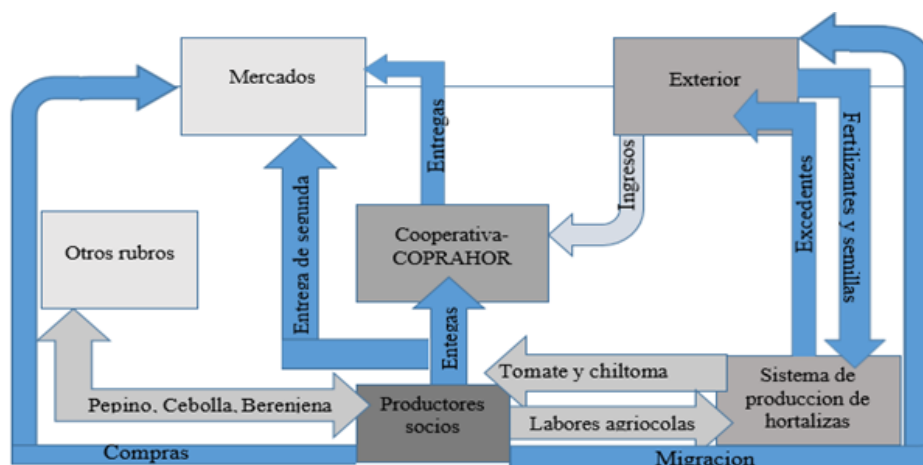 Mercados
Exterior
Entregas
Ingresos
Excedentes
Fertilizantes y semillas
Otros rubros
Entrega de segunda
Cooperativa-
COPRAHOR
Entegas
Tomate y chiltoma
Sistema de
produccion de
hortalizas
Pepino, Cebolla, Berenjena
Productores
socios
Labores agriocolas
Compras
Migracion